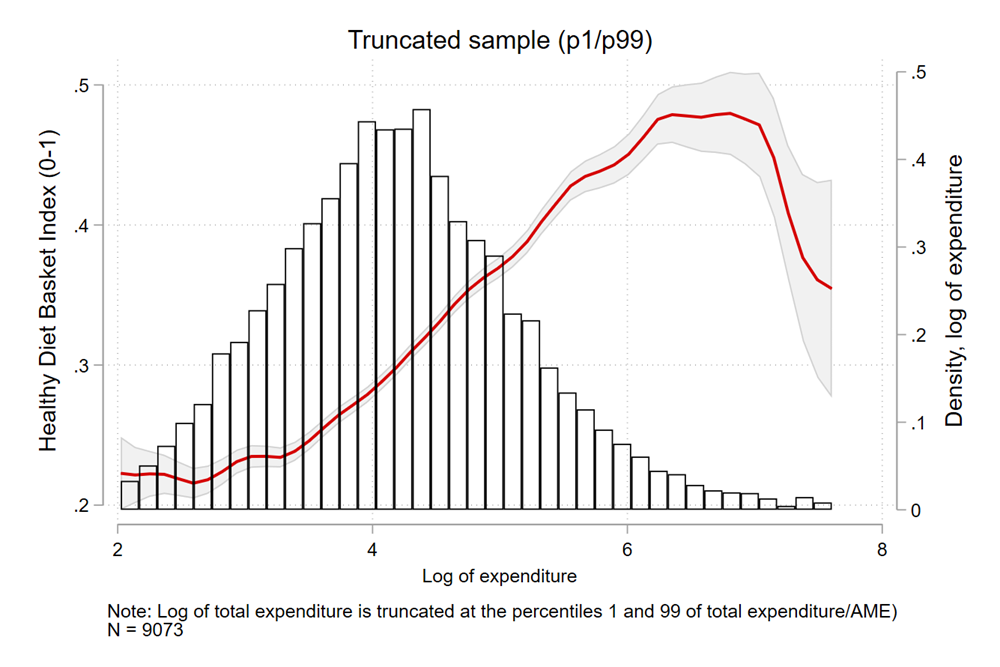 Truncated sample (p1/p99)
Healthy Diet Basket Index (0-1)
.5
.4
.3
.2
.5
.4
.3
.2
.1
0
Density, log of expenditure
2
4
6
8
Log of expenditure
Note: Log of total expenditure is truncated at the percentiles 1 and 99 of total expenditure/AME)
N = 9073